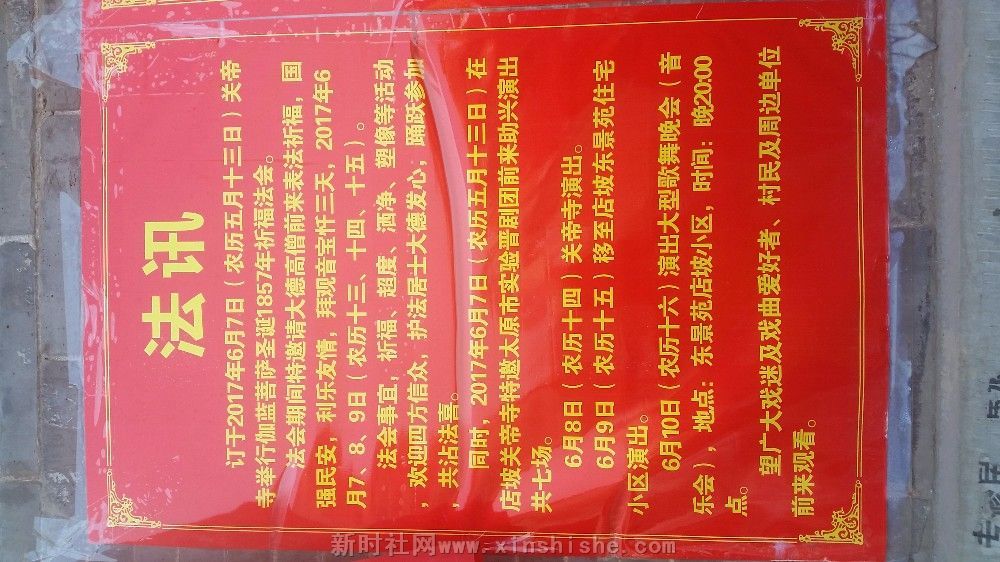 法讯
订于2017年6月7日（农历五月十三日）关帝
寺举行伽蓝菩萨圣诞1857年祈福法会。
法会期间特邀请大德高僧前来表法祈福，国
强民安，利乐友情，拜观音宝忏三天，2017年6
月7、8、9日（农历十三、十四、十五）。
法会事宜，祈福、超度、洒净、塑像等活动
，欢迎四方信众，护法居士大德发心，踊跃参加
，共沾法喜。
同时，2017年6月7日（农历五月十三日）在
店坡关帝寺特邀太原市实验晋剧团前来助兴演出
共七场。
6月8日（农历十四）关帝寺演出。
6月9日（农历十五）移至店坡东景苑住宅
小区演出。
6月10日（农历十六）演出大型歌舞晚会（音
乐会），地点：东景苑店坡小区，时间：晚20:00
点。
望广大戏迷及戏曲爱好者、村民及周边单位
前来观看。
新时社网www.xinshishe.com